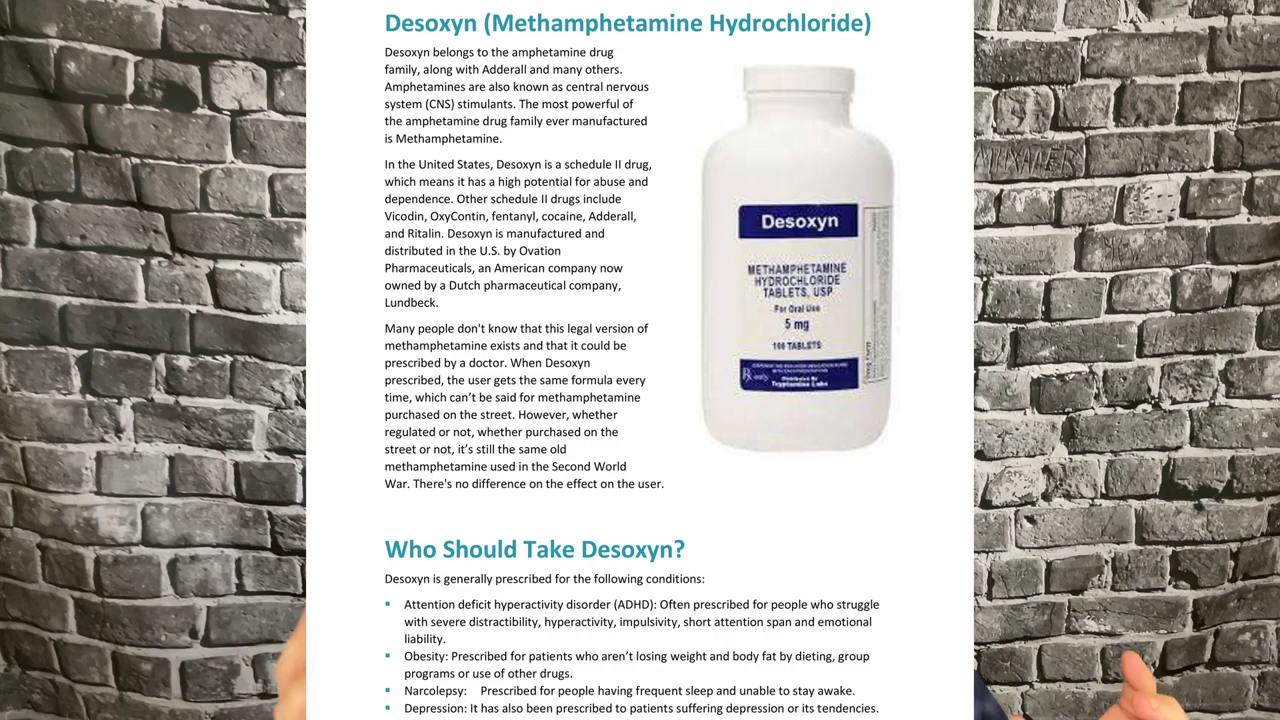 Desoxyn (Methamphetamine Hydrochloride)
Desoxyn belongs to the amphetamine drug
family, along with Adderall and many others.
Amphetamines are also known as central nervous
system (CNS) stimulants. The most powerful of
the amphetamine drug family ever manufactured
is Methamphetamine.
In the United States, Desoxyn is a schedule II drug,
which means it has a high potential for abuse and
dependence. Other schedule II drugs include
Vicodin, OxyContin, fentanyl, cocaine, Adderall,
and Ritalin. Desoxyn is manufactured and
distributed in the U.S. by Ovation
Pharmaceuticals, an American company now
owned by a Dutch pharmaceutical company,
Lundbeck.
Many people don't know that this legal version of
methamphetamine exists and that it could be
prescribed by a doctor. When Desoxyn
prescribed, the user gets the same formula every
time, which can’t be said for methamphetamine
purchased on the street. However, whether
regulated or not, whether purchased on the
street or not, it’s still the same old
methamphetamine used in the Second World
War. There's no difference on the effect on the user.
Desoxyn
METHAMPHETAMINE
HYDROCHLORIDE
TABLETS, USP
For Oral Use
5 mg
100 TABLETS
Rx only
Distributed By
Tryptamine Labs
Who Should Take Desoxyn?
Desoxyn is generally prescribed for the following conditions:
Attention deficit hyperactivity disorder (ADHD): Often prescribed for people who struggle
with severe distractibility, hyperactivity, impulsivity, short attention span and emotional
liability.
Obesity: Prescribed for patients who aren’t losing weight and body fat by dieting, group
programs or use of other drugs.
Narcolepsy: Prescribed for people having frequent sleep and unable to stay awake.
Depression: It has also been prescribed to patients suffering depression or its tendencies.